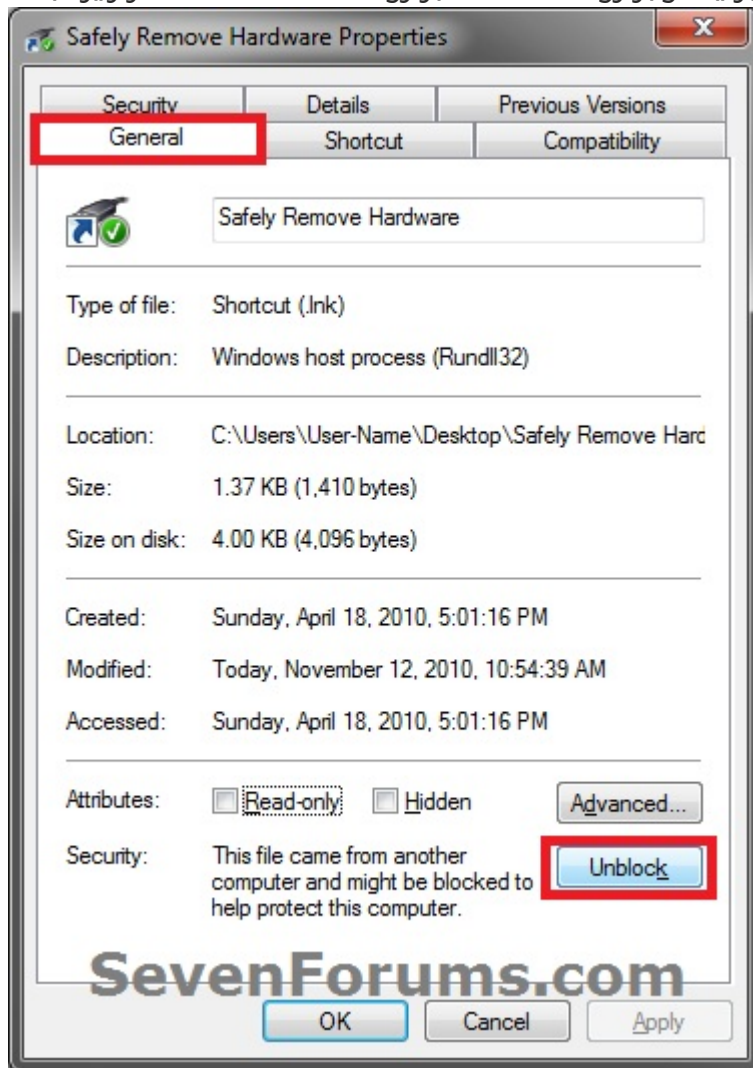 Safely Remove Hardware Properties
Security Details Previous Versions
General Shortcut Compatibility
Safely Remove Hardware
Type of file: Shortcut (.lnk)
Description: Windows host process (Rundll32)
Location: C:\Users\User-Name\Desktop\Safely Remove Hard
Size: 1.37 KB (1,410 bytes)
Size on disk: 4.00 KB (4,096 bytes)
Created: Sunday, April 18, 2010, 5:01:16 PM
Modified: Today, November 12, 2010, 10:54:39 AM
Accessed: Sunday, April 18, 2010, 5:01:16 PM
Attributes: Read-only Hidden Advanced...
Security: This file came from another
computer and might be blocked to
help protect this computer.
Unblock
SevenForums.com
OK Cancel Apply